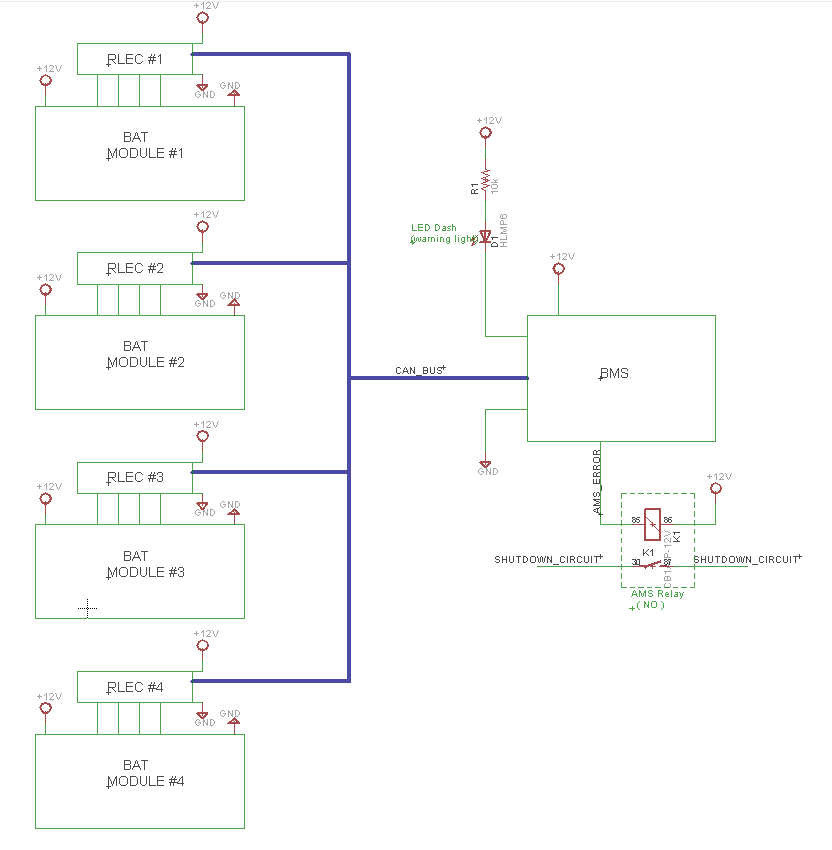 +12V
RLEC #1
+12V
GND
GND
BAT
MODULE #1
+12V
RLEC #2
+12V
GND
GND
BAT
MODULE #2
+12V
RLEC #3
+12V
GND
GND
BAT
MODULE #3
+12V
RLEC #4
+12V
GND
GND
BAT
MODULE #4
CAN_BUS
+12V
R1
10k
LED Dash
(warning light)
D1
HLMP6
+12V
BMS
GND
AMS_ERROR
+12V
85
86
K1
K1
SHUTDOWN_CIRCUIT
30
87
SHUTDOWN_CIRCUIT
AMS Relay
(NO)